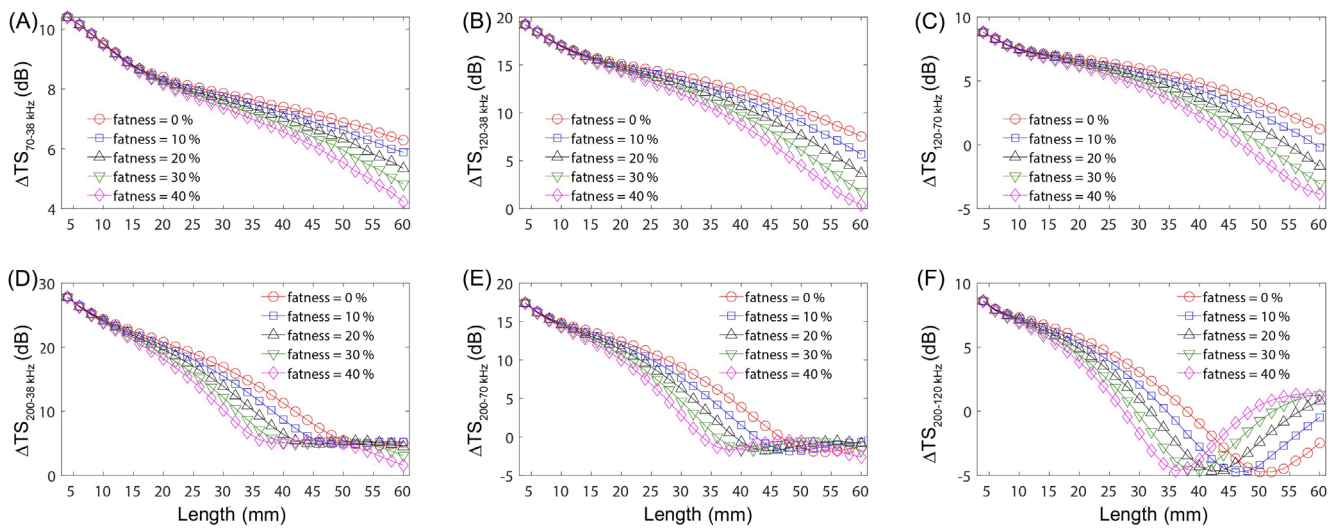 (A)
10
8
6
4
ΔTS70-38 kHz (dB)
fatness = 0 %
fatness = 10 %
fatness = 20 %
fatness = 30 %
fatness = 40 %
5 10 15 20 25 30 35 40 45 50 55 60
(B)
20
15
10
5
0
ΔTS120-38 kHz (dB)
fatness = 0 %
fatness = 10 %
fatness = 20 %
fatness = 30 %
fatness = 40 %
5 10 15 20 25 30 35 40 45 50 55 60
(C)
10
5
0
-5
ΔTS120-70 kHz (dB)
fatness = 0 %
fatness = 10 %
fatness = 20 %
fatness = 30 %
fatness = 40 %
5 10 15 20 25 30 35 40 45 50 55 60
(D)
30
20
10
0
ΔTS200-38 kHz (dB)
fatness = 0 %
fatness = 10 %
fatness = 20 %
fatness = 30 %
fatness = 40 %
5 10 15 20 25 30 35 40 45 50 55 60
Length (mm)
(E)
20
15
10
5
0
-5
ΔTS200-70 kHz (dB)
fatness = 0 %
fatness = 10 %
fatness = 20 %
fatness = 30 %
fatness = 40 %
5 10 15 20 25 30 35 40 45 50 55 60
Length (mm)
(F)
10
5
0
-5
ΔTS200-120 kHz (dB)
fatness = 0 %
fatness = 10 %
fatness = 20 %
fatness = 30 %
fatness = 40 %
5 10 15 20 25 30 35 40 45 50 55 60
Length (mm)